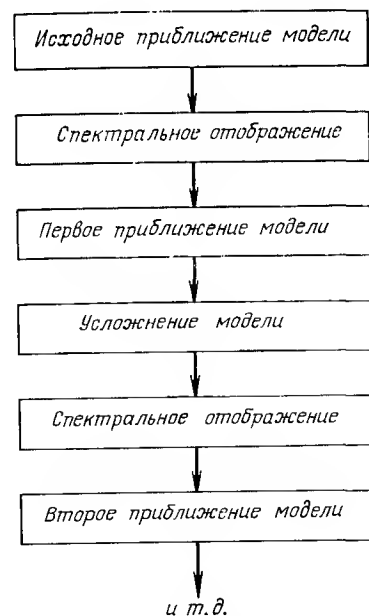 Исходное приближение модели
Спектральное отображение
Первое приближение модели
Усложнение модели
Спектральное отображение
Второе приближение модели
и т.д.